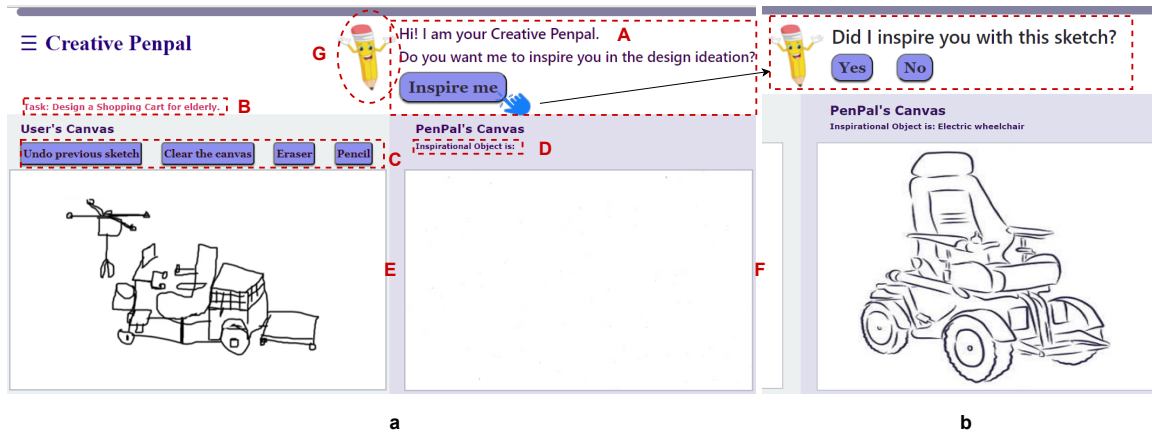 ☰ Creative Penpal
G
Hi! I am your Creative Penpal.
A
Do you want me to inspire you in the design ideation?
Inspire me
Task: Design a Shopping Cart for elderly.
B
User's Canvas
Undo previous sketch
Clear the canvas
Eraser
Pencil
C
PenPal's Canvas
Inspirational Object is:
D
E
F
a
Did I inspire you with this sketch?
Yes
No
PenPal's Canvas
Inspirational Object is: Electric wheelchair
b